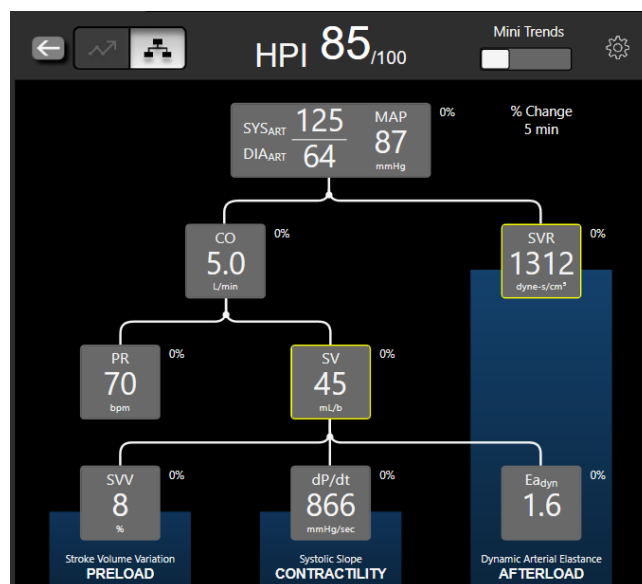 Mini Trends
HPI 85/100
% Change
5 min
SYSART 125
DIAART 64
MAP
87
mmHg
0%
CO
5.0
L/min
0%
SVR
1312
dyne-s/cm⁵
0%
PR
70
bpm
0%
SV
45
mL/b
0%
SVV
8
%
0%
dP/dt
866
mmHg/sec
0%
Eadyn
1.6
0%
Stroke Volume Variation
PRELOAD
Systolic Slope
CONTRACTILITY
Dynamic Arterial Elastance
AFTERLOAD